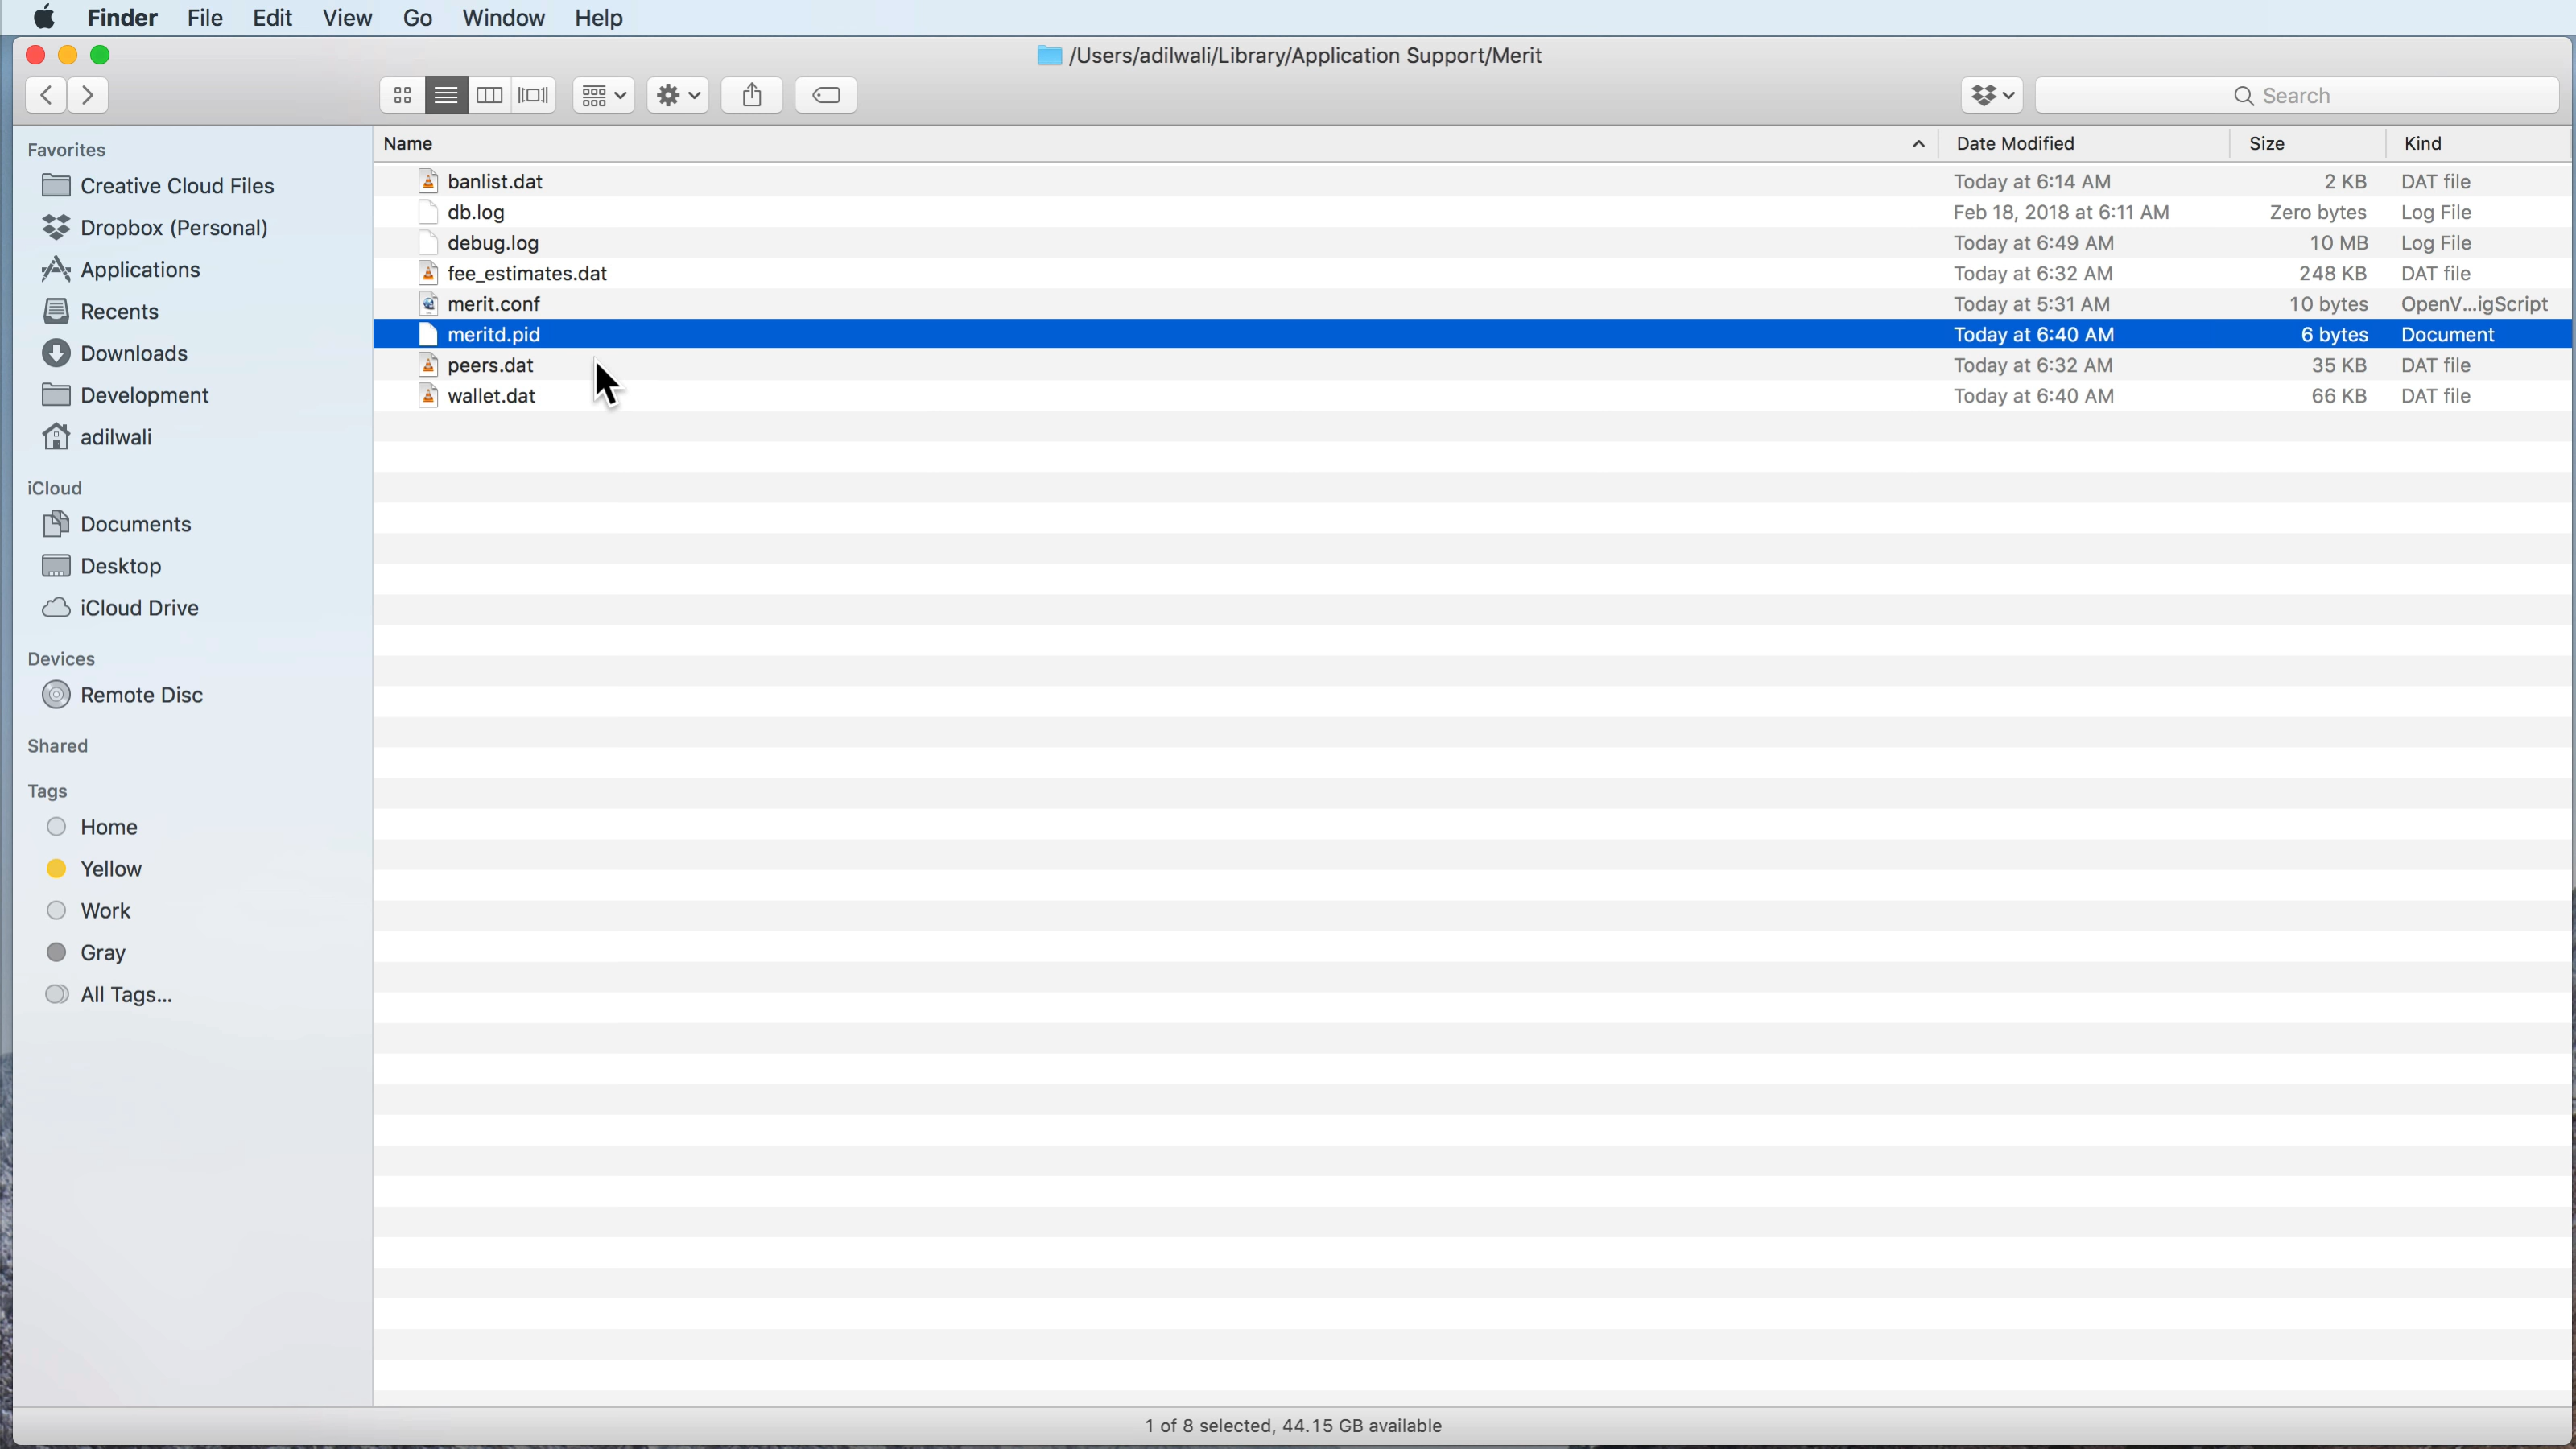 Finder File Edit View Go Window Help
/Users/adilwali/Library/Application Support/Merit
Search
Favorites
Creative Cloud Files
Dropbox (Personal)
Applications
Recents
Downloads
Development
adilwali
iCloud
Documents
Desktop
iCloud Drive
Devices
Remote Disc
Shared
Tags
Home
Yellow
Work
Gray
All Tags...
Name Date Modified Size Kind
banlist.dat Today at 6:14 AM 2 KB DAT file
db.log Feb 18, 2018 at 6:11 AM Zero bytes Log File
debug.log Today at 6:49 AM 10 MB Log File
fee_estimates.dat Today at 6:32 AM 248 KB DAT file
merit.conf Today at 5:31 AM 10 bytes OpenV...igScript
meritd.pid Today at 6:40 AM 6 bytes Document
peers.dat Today at 6:32 AM 35 KB DAT file
wallet.dat Today at 6:40 AM 66 KB DAT file
1 of 8 selected, 44.15 GB available